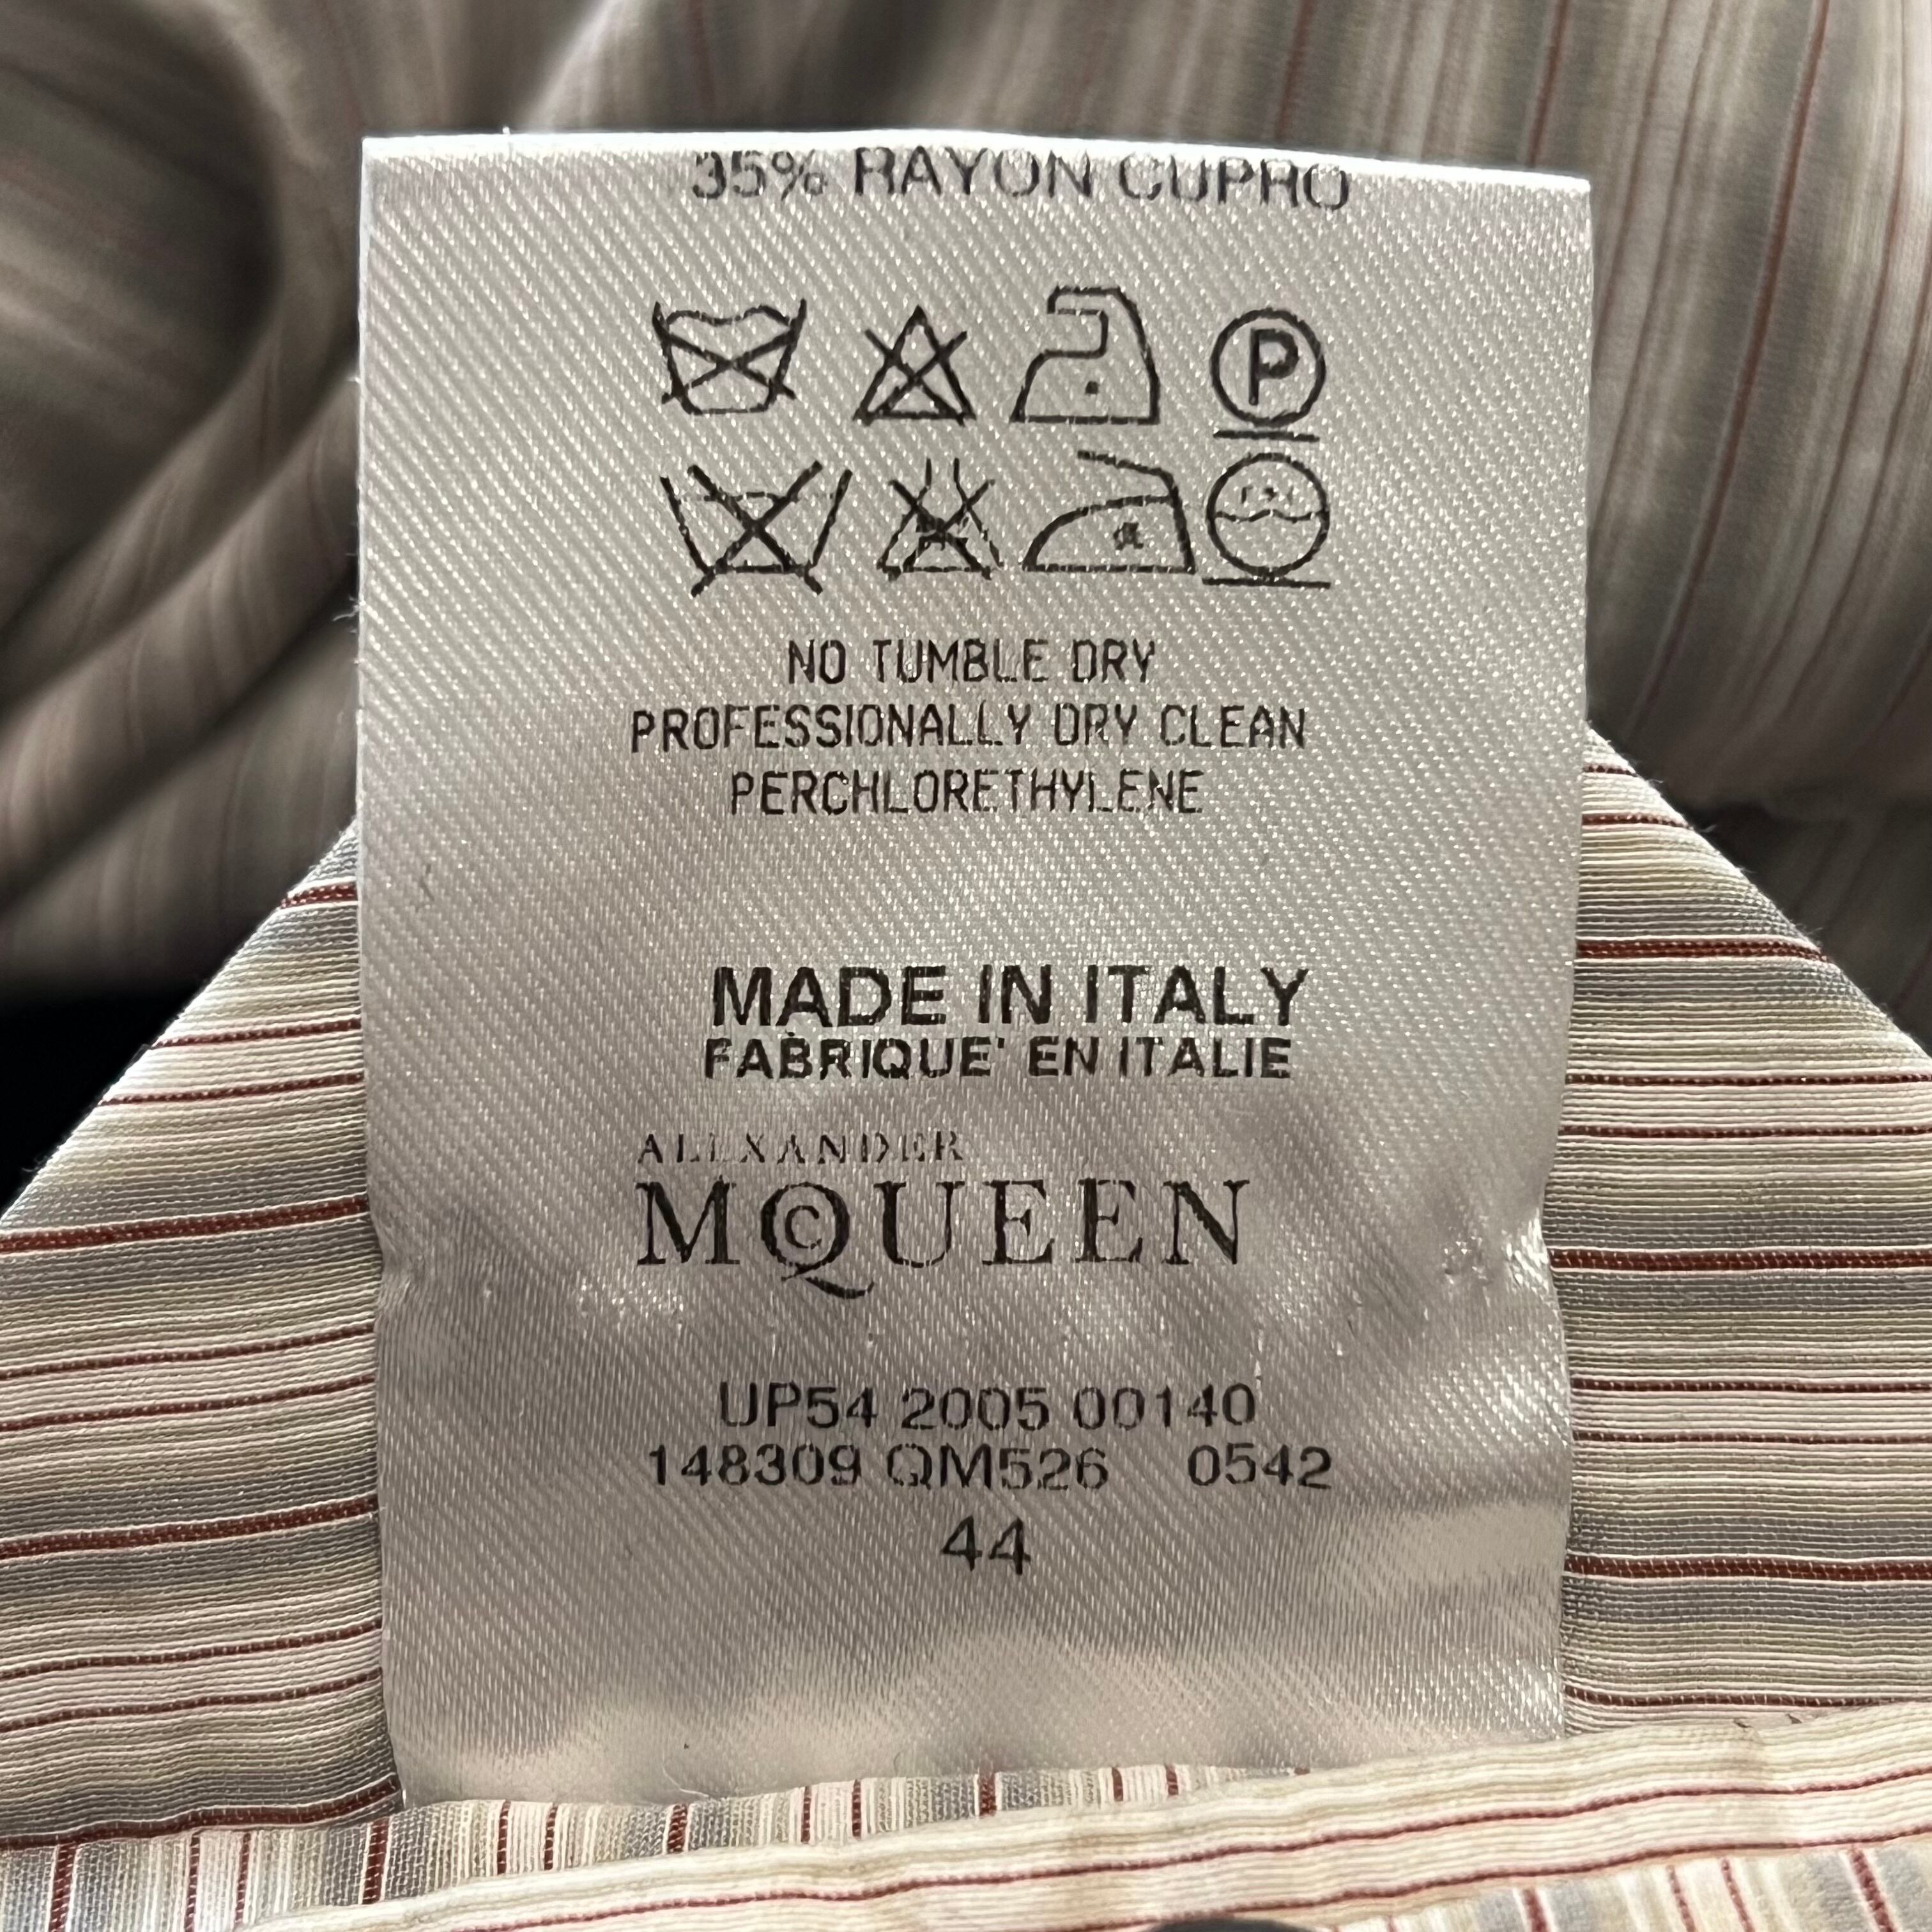 35% RAYON CUPRO
P
NO TUMBLE DRY
PROFESSIONALLY DRY CLEAN
PERCHLORETHYLENE
MADE IN ITALY
FABRIQUE' EN ITALIE
ALEXANDER
MCQUEEN
UP54 2005 00140
148309 QM526 0542
44